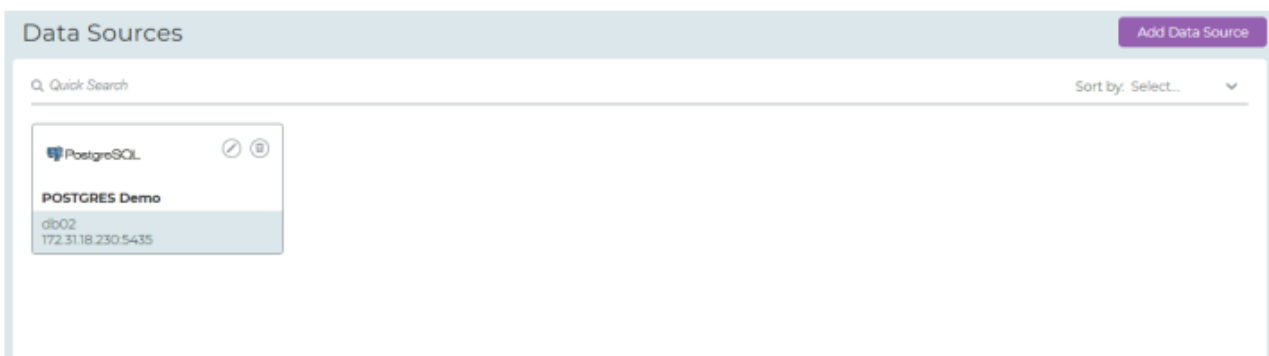 Data Sources
Add Data Source
Quick Search
Sort by: Select...
PostgreSQL
POSTGRES Demo
db02
172.31.18.230:5435